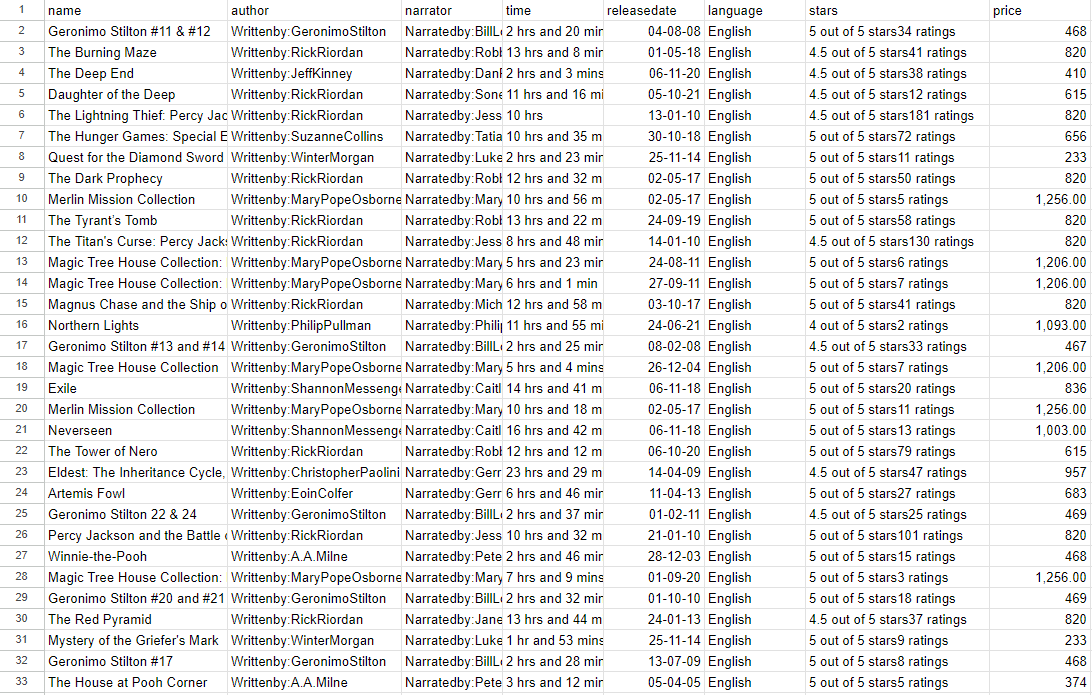 1 name author narrator time releasedate language stars price
2 Geronimo Stilton #11 & #12 Writtenby:GeronimoStilton Narratedby:BillL 2 hrs and 20 min 04-08-08 English 5 out of 5 stars34 ratings 468
3 The Burning Maze Writtenby:RickRiordan Narratedby:Robb 13 hrs and 8 min 01-05-18 English 4.5 out of 5 stars41 ratings 820
4 The Deep End Writtenby:JeffKinney Narratedby:Dan 2 hrs and 3 mins 06-11-20 English 4.5 out of 5 stars38 ratings 410
5 Daughter of the Deep Writtenby:RickRiordan Narratedby:Sone 11 hrs and 16 mi 05-10-21 English 4.5 out of 5 stars12 ratings 615
6 The Lightning Thief: Percy Jac Writtenby:RickRiordan Narratedby:Jess 10 hrs 13-01-10 English 4.5 out of 5 stars181 ratings 820
7 The Hunger Games: Special E Writtenby:SuzanneCollins Narratedby:Tatia 10 hrs and 35 m 30-10-18 English 5 out of 5 stars72 ratings 656
8 Quest for the Diamond Sword Writtenby:WinterMorgan Narratedby:Luke 2 hrs and 23 min 25-11-14 English 5 out of 5 stars11 ratings 233
9 The Dark Prophecy Writtenby:RickRiordan Narratedby:Robb 12 hrs and 32 m 02-05-17 English 5 out of 5 stars50 ratings 820
10 Merlin Mission Collection Writtenby:MaryPopeOsborne Narratedby:Mary 10 hrs and 56 m 02-05-17 English 5 out of 5 stars5 ratings 1,256.00
11 The Tyrant's Tomb Writtenby:RickRiordan Narratedby:Robb 13 hrs and 22 m 24-09-19 English 5 out of 5 stars58 ratings 820
12 The Titan's Curse: Percy Jacks Writtenby:RickRiordan Narratedby:Jess 8 hrs and 48 min 14-01-10 English 4.5 out of 5 stars130 ratings 820
13 Magic Tree House Collection: Writtenby:MaryPopeOsborne Narratedby:Mary 5 hrs and 23 min 24-08-11 English 5 out of 5 stars6 ratings 1,206.00
14 Magic Tree House Collection: Writtenby:MaryPopeOsborne Narratedby:Mary 6 hrs and 1 min 27-09-11 English 5 out of 5 stars7 ratings 1,206.00
15 Magnus Chase and the Ship o Writtenby:RickRiordan Narratedby:Mich 12 hrs and 58 m 03-10-17 English 5 out of 5 stars41 ratings 820
16 Northern Lights Writtenby:PhilipPullman Narratedby:Phili 11 hrs and 55 mi 24-06-21 English 4 out of 5 stars2 ratings 1,093.00
17 Geronimo Stilton #13 and #14 Writtenby:GeronimoStilton Narratedby:BillL 2 hrs and 25 min 08-02-08 English 4.5 out of 5 stars33 ratings 467
18 Magic Tree House Collection Writtenby:MaryPopeOsborne Narratedby:Mary 5 hrs and 4 mins 26-12-04 English 5 out of 5 stars7 ratings 1,206.00
19 Exile Writtenby:ShannonMessenge Narratedby:Caitl 14 hrs and 41 m 06-11-18 English 5 out of 5 stars20 ratings 836
20 Merlin Mission Collection Writtenby:MaryPopeOsborne Narratedby:Mary 10 hrs and 18 m 02-05-17 English 5 out of 5 stars11 ratings 1,256.00
21 Neverseen Writtenby:ShannonMessenge Narratedby:Caitl 16 hrs and 42 m 06-11-18 English 5 out of 5 stars13 ratings 1,003.00
22 The Tower of Nero Writtenby:RickRiordan Narratedby:Robb 12 hrs and 12 m 06-10-20 English 5 out of 5 stars79 ratings 615
23 Eldest: The Inheritance Cycle, Writtenby:ChristopherPaolini Narratedby:Gerr 23 hrs and 29 m 14-04-09 English 4.5 out of 5 stars47 ratings 957
24 Artemis Fowl Writtenby:EoinColfer Narratedby:Gerr 6 hrs and 46 min 11-04-13 English 5 out of 5 stars27 ratings 683
25 Geronimo Stilton 22 & 24 Writtenby:GeronimoStilton Narratedby:BillL 2 hrs and 37 min 01-02-11 English 4.5 out of 5 stars25 ratings 469
26 Percy Jackson and the Battle Writtenby:RickRiordan Narratedby:Jess 10 hrs and 32 m 21-01-10 English 5 out of 5 stars101 ratings 820
27 Winnie-the-Pooh Writtenby:A.A.Milne Narratedby:Pete 2 hrs and 46 min 28-12-03 English 5 out of 5 stars15 ratings 468
28 Magic Tree House Collection: Writtenby:MaryPopeOsborne Narratedby:Mary 7 hrs and 9 mins 01-09-20 English 5 out of 5 stars3 ratings 1,256.00
29 Geronimo Stilton #20 and #21 Writtenby:GeronimoStilton Narratedby:BillL 2 hrs and 32 min 01-10-10 English 5 out of 5 stars18 ratings 469
30 The Red Pyramid Writtenby:RickRiordan Narratedby:Jane 13 hrs and 44 m 24-01-13 English 4.5 out of 5 stars37 ratings 820
31 Mystery of the Griefer's Mark Writtenby:WinterMorgan Narratedby:Luke 1 hr and 53 mins 25-11-14 English 5 out of 5 stars9 ratings 233
32 Geronimo Stilton #17 Writtenby:GeronimoStilton Narratedby:BillL 2 hrs and 28 min 13-07-09 English 5 out of 5 stars8 ratings 468
33 The House at Pooh Corner Writtenby:A.A.Milne Narratedby:Pete 3 hrs and 12 min 05-04-05 English 5 out of 5 stars10 ratings 374